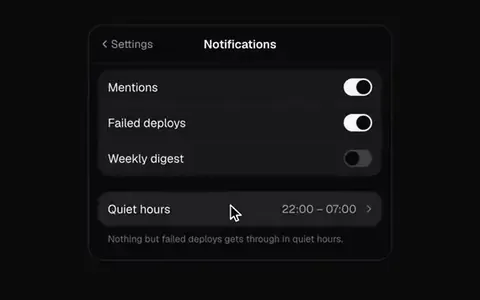 Settings
Notifications
Mentions
Failed deploys
Weekly digest
Quiet hours
22:00 – 07:00
Nothing but failed deploys gets through in quiet hours.